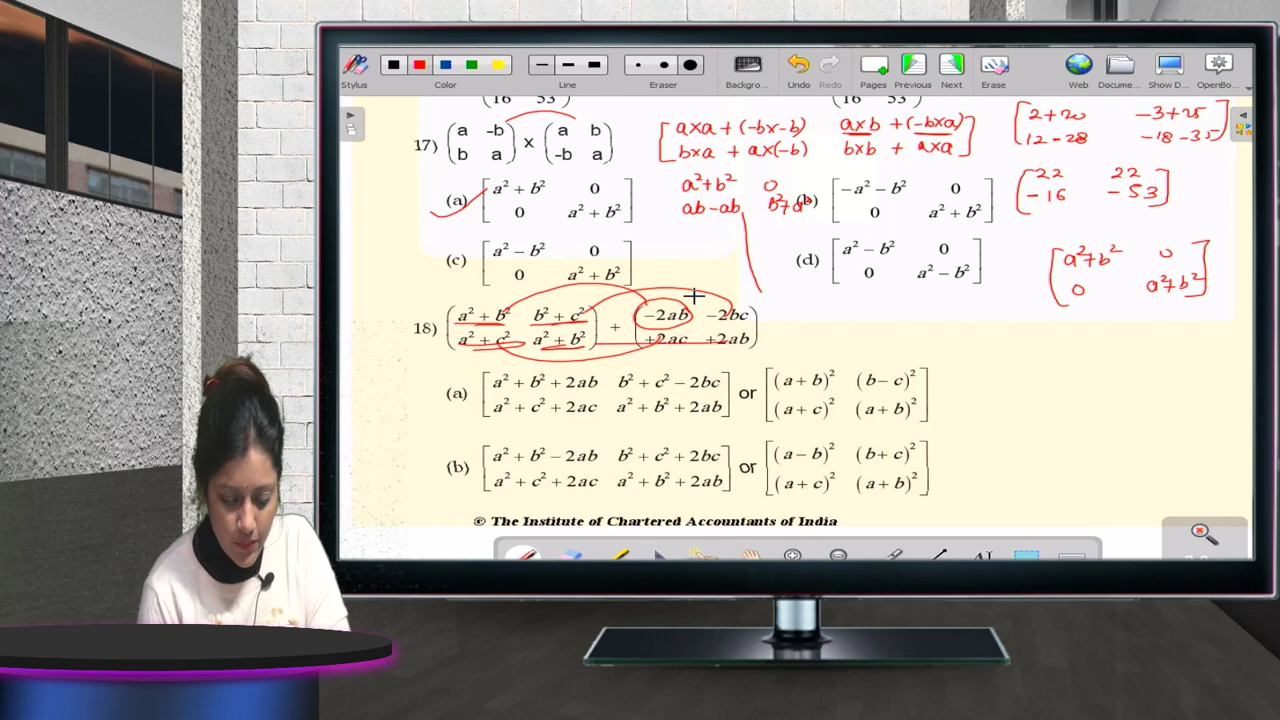 Stylus Color Line Eraser Backgro... Undo Redo Pages Previous Next Erase Web Docume... Show D... OpenBo...
(16 53) (16 53)
[2+20 -3+25
12-28 -18-35]
17) (a -b
b a) x (a b
-b a)
[a×a + (-b×-b) a×b + (-b×a)
b×a + a×(-b) b×b + a×a]
(a) [a² + b² 0
0 a² + b²]
a²+b² 0
ab-ab b²+a²
(b) [-a² - b² 0
0 a² + b²]
[22 22
-16 -53]
(c) [a² - b² 0
0 a² + b²]
(d) [a² - b² 0
0 a² - b²]
[a²+b² 0
0 a²+b²]
18) (a² + b² b² + c²
a² + c² a² + b²) + (-2ab -2bc
+2ac +2ab)
(a) [a² + b² + 2ab b² + c² - 2bc
a² + c² + 2ac a² + b² + 2ab] or [(a + b)² (b - c)²
(a + c)² (a + b)²]
(b) [a² + b² - 2ab b² + c² + 2bc
a² + c² + 2ac a² + b² + 2ab] or [(a - b)² (b + c)²
(a + c)² (a + b)²]
© The Institute of Chartered Accountants of India